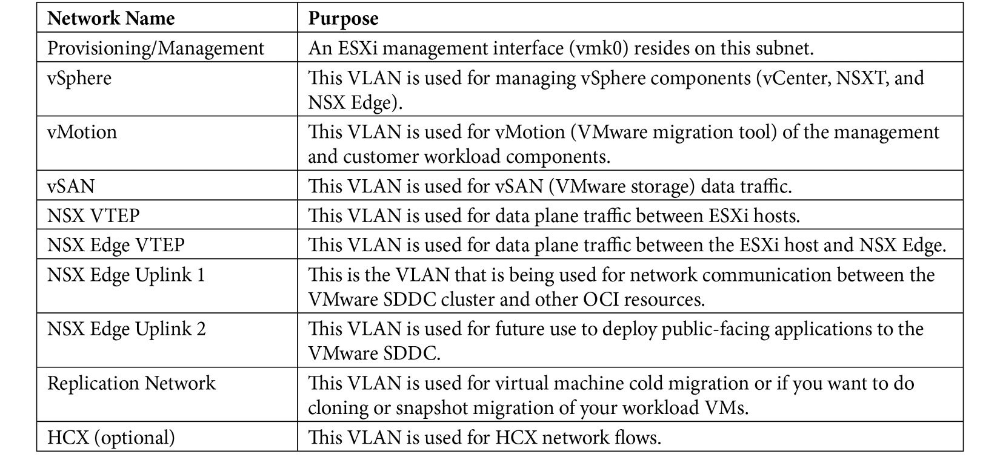 Network Name Purpose
Provisioning/Management An ESXi management interface (vmk0) resides on this subnet.
vSphere This VLAN is used for managing vSphere components (vCenter, NSXT, and
NSX Edge).
vMotion This VLAN is used for vMotion (VMware migration tool) of the management
and customer workload components.
vSAN This VLAN is used for vSAN (VMware storage) data traffic.
NSX VTEP This VLAN is used for data plane traffic between ESXi hosts.
NSX Edge VTEP This VLAN is used for data plane traffic between the ESXi host and NSX Edge.
NSX Edge Uplink 1 This is the VLAN that is being used for network communication between the
VMware SDDC cluster and other OCI resources.
NSX Edge Uplink 2 This VLAN is used for future use to deploy public-facing applications to the
VMware SDDC.
Replication Network This VLAN is used for virtual machine cold migration or if you want to do
cloning or snapshot migration of your workload VMs.
HCX (optional) This VLAN is used for HCX network flows.